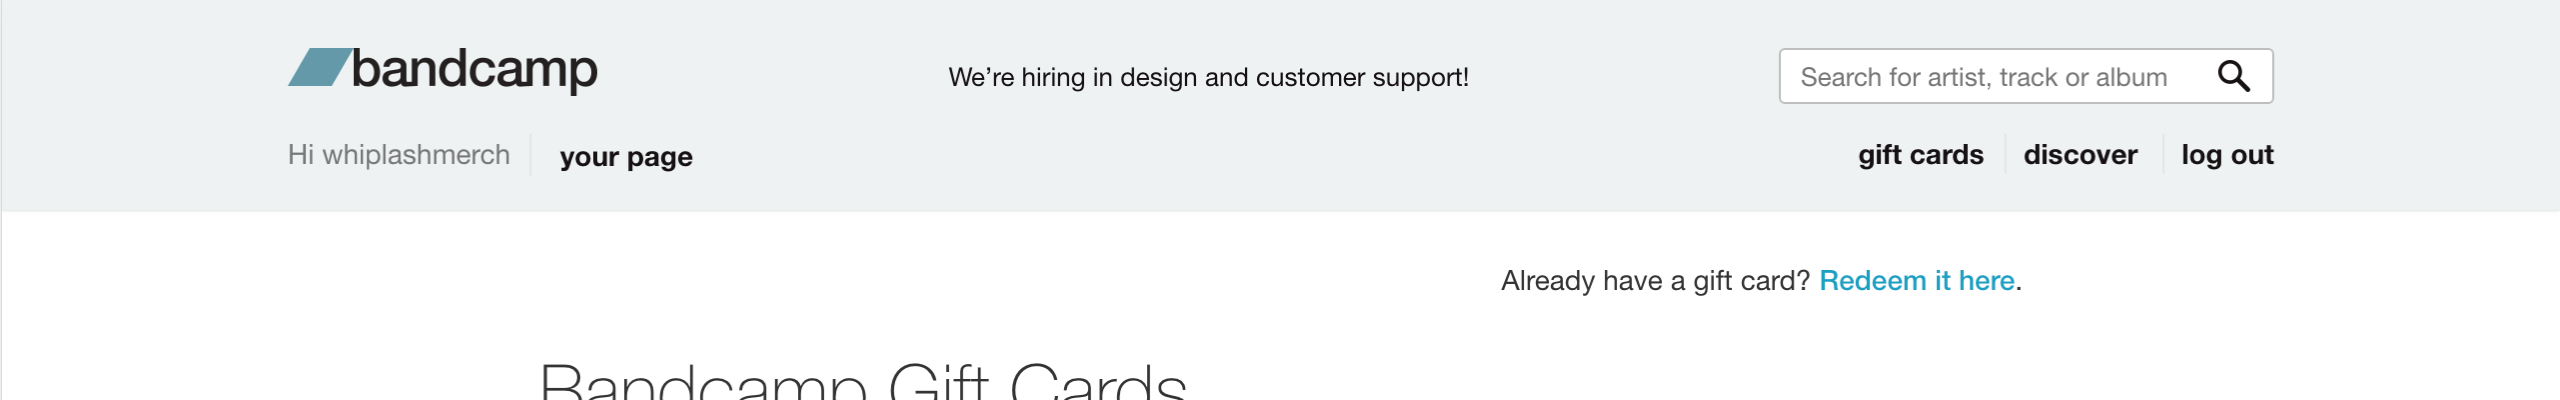 bandcamp
We’re hiring in design and customer support!
Search for artist, track or album
Hi whiplashmerch
your page
gift cards
discover
log out
Already have a gift card? Redeem it here.
Bandcamp Gift Cards